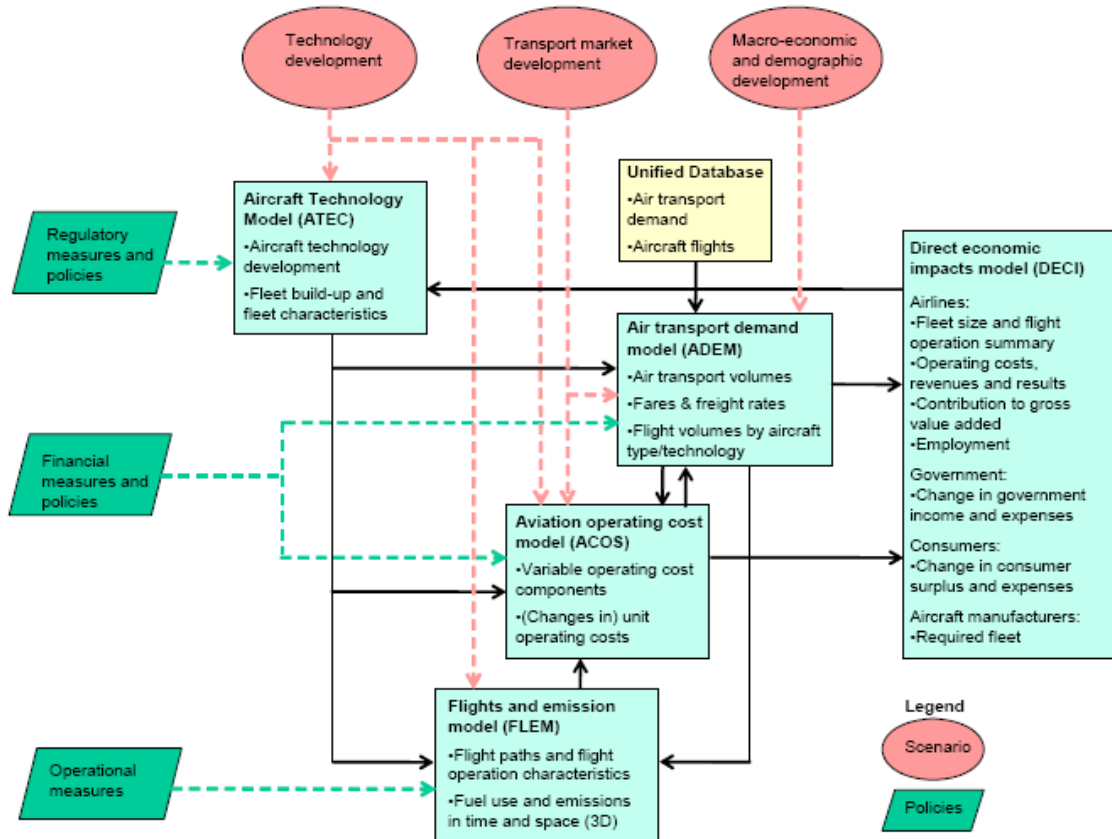 Technology
development
Transport market
development
Macro-economic
and demographic
development
Unified Database
•Air transport
demand
•Aircraft flights
Aircraft Technology
Model (ATEC)
•Aircraft technology
development
•Fleet build-up and
fleet characteristics
Regulatory
measures and
policies
Direct economic
impacts model (DECI)
Airlines:
•Fleet size and flight
operation summary
•Operating costs,
revenues and results
•Contribution to gross
value added
•Employment
Government:
•Change in government
income and expenses
Consumers:
•Change in consumer
surplus and expenses
Aircraft manufacturers:
•Required fleet
Air transport demand
model (ADEM)
•Air transport volumes
•Fares & freight rates
•Flight volumes by aircraft
type/technology
Financial
measures and
policies
Aviation operating cost
model (ACOS)
•Variable operating cost
components
•(Changes in) unit
operating costs
Flights and emission
model (FLEM)
•Flight paths and flight
operation characteristics
•Fuel use and emissions
in time and space (3D)
Operational
measures
Legend
Scenario
Policies